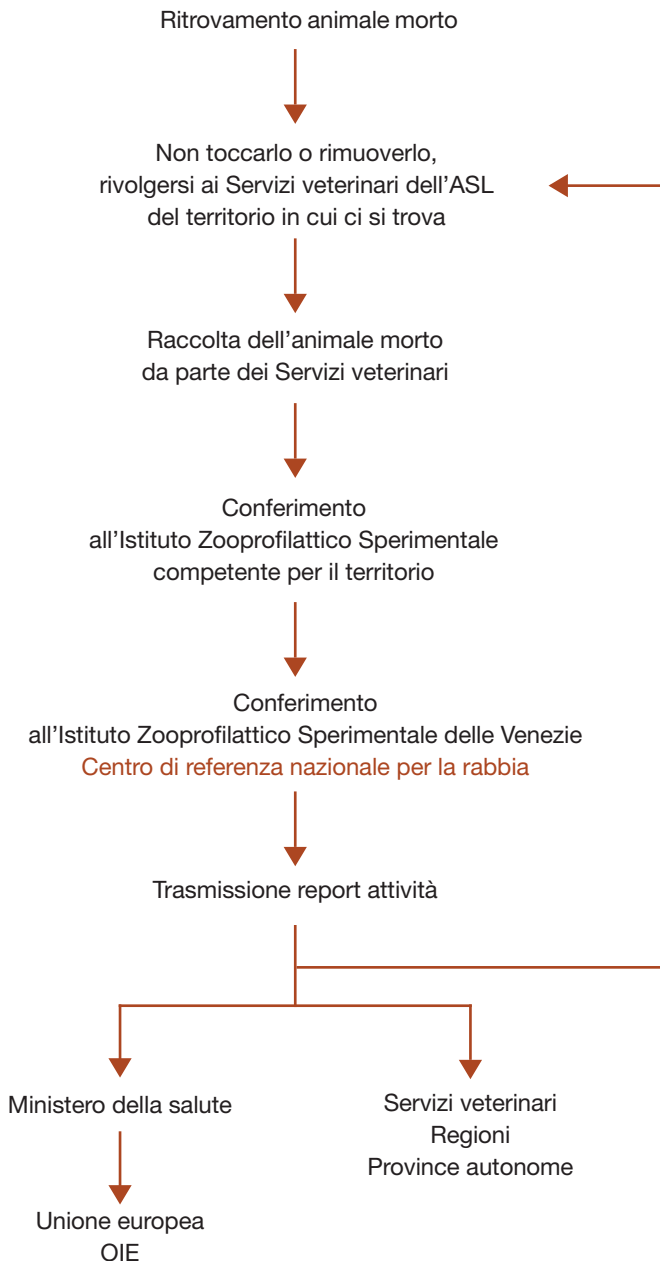 Ritrovamento animale morto
Non toccarlo o rimuoverlo,
rivolgersi ai Servizi veterinari dell'ASL
del territorio in cui ci si trova
Raccolta dell'animale morto
da parte dei Servizi veterinari
Conferimento
all'Istituto Zooprofilattico Sperimentale
competente per il territorio
Conferimento
all'Istituto Zooprofilattico Sperimentale delle Venezie
Centro di referenza nazionale per la rabbia
Trasmissione report attività
Ministero della salute
Servizi veterinari
Regioni
Province autonome
Unione europea
OIE